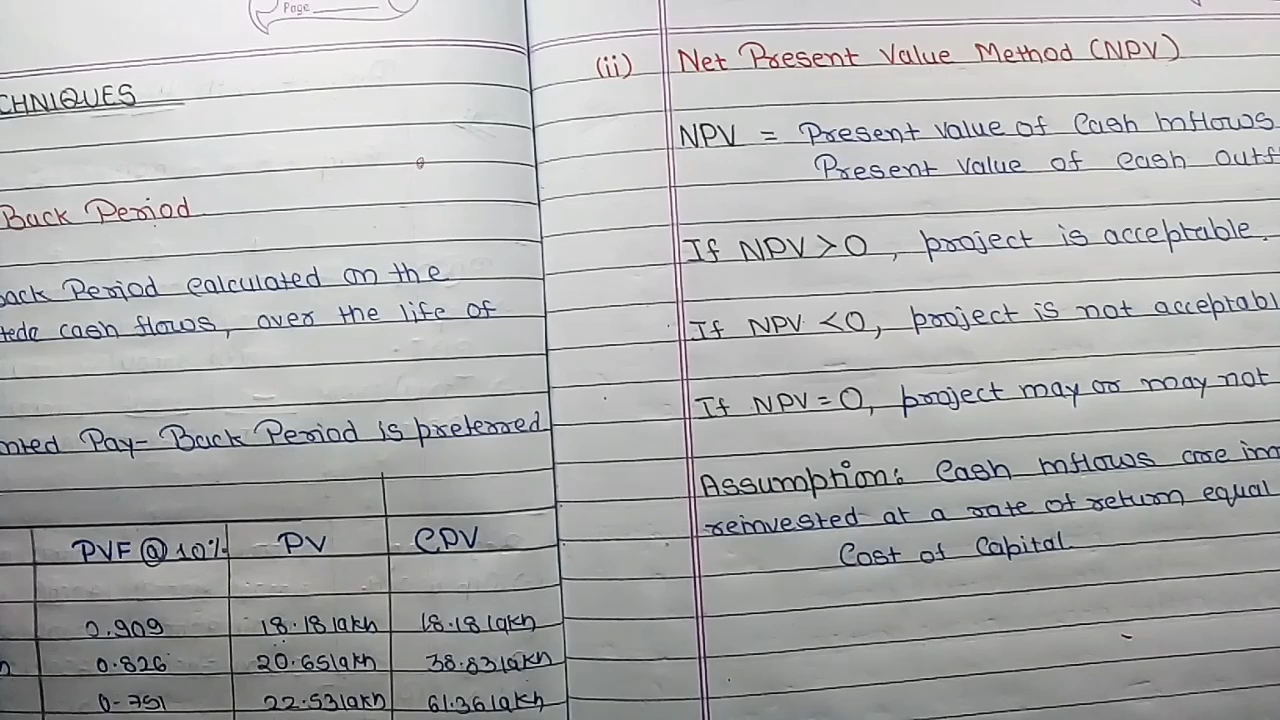 Page
CHNIQUES
Back Period
back Period calculated on the
tede cash flows, over the life of
nted Pay-Back Period is preferred
PVF @ 10% PV CPV
0.909 18.18 lakh 18.18 lakh
0.826 20.65 lakh 38.83 lakh
0.751 22.53 lakh 61.36 lakh
(ii) Net Present Value Method (NPV)
NPV = Present value of Cash inflows
Present value of cash outf
If NPV > 0, project is acceptable.
If NPV < 0, project is not acceptabl
If NPV = 0, project may or may not
Assumption: Cash inflows are
reinvested at a rate of return equal
Cost of Capital